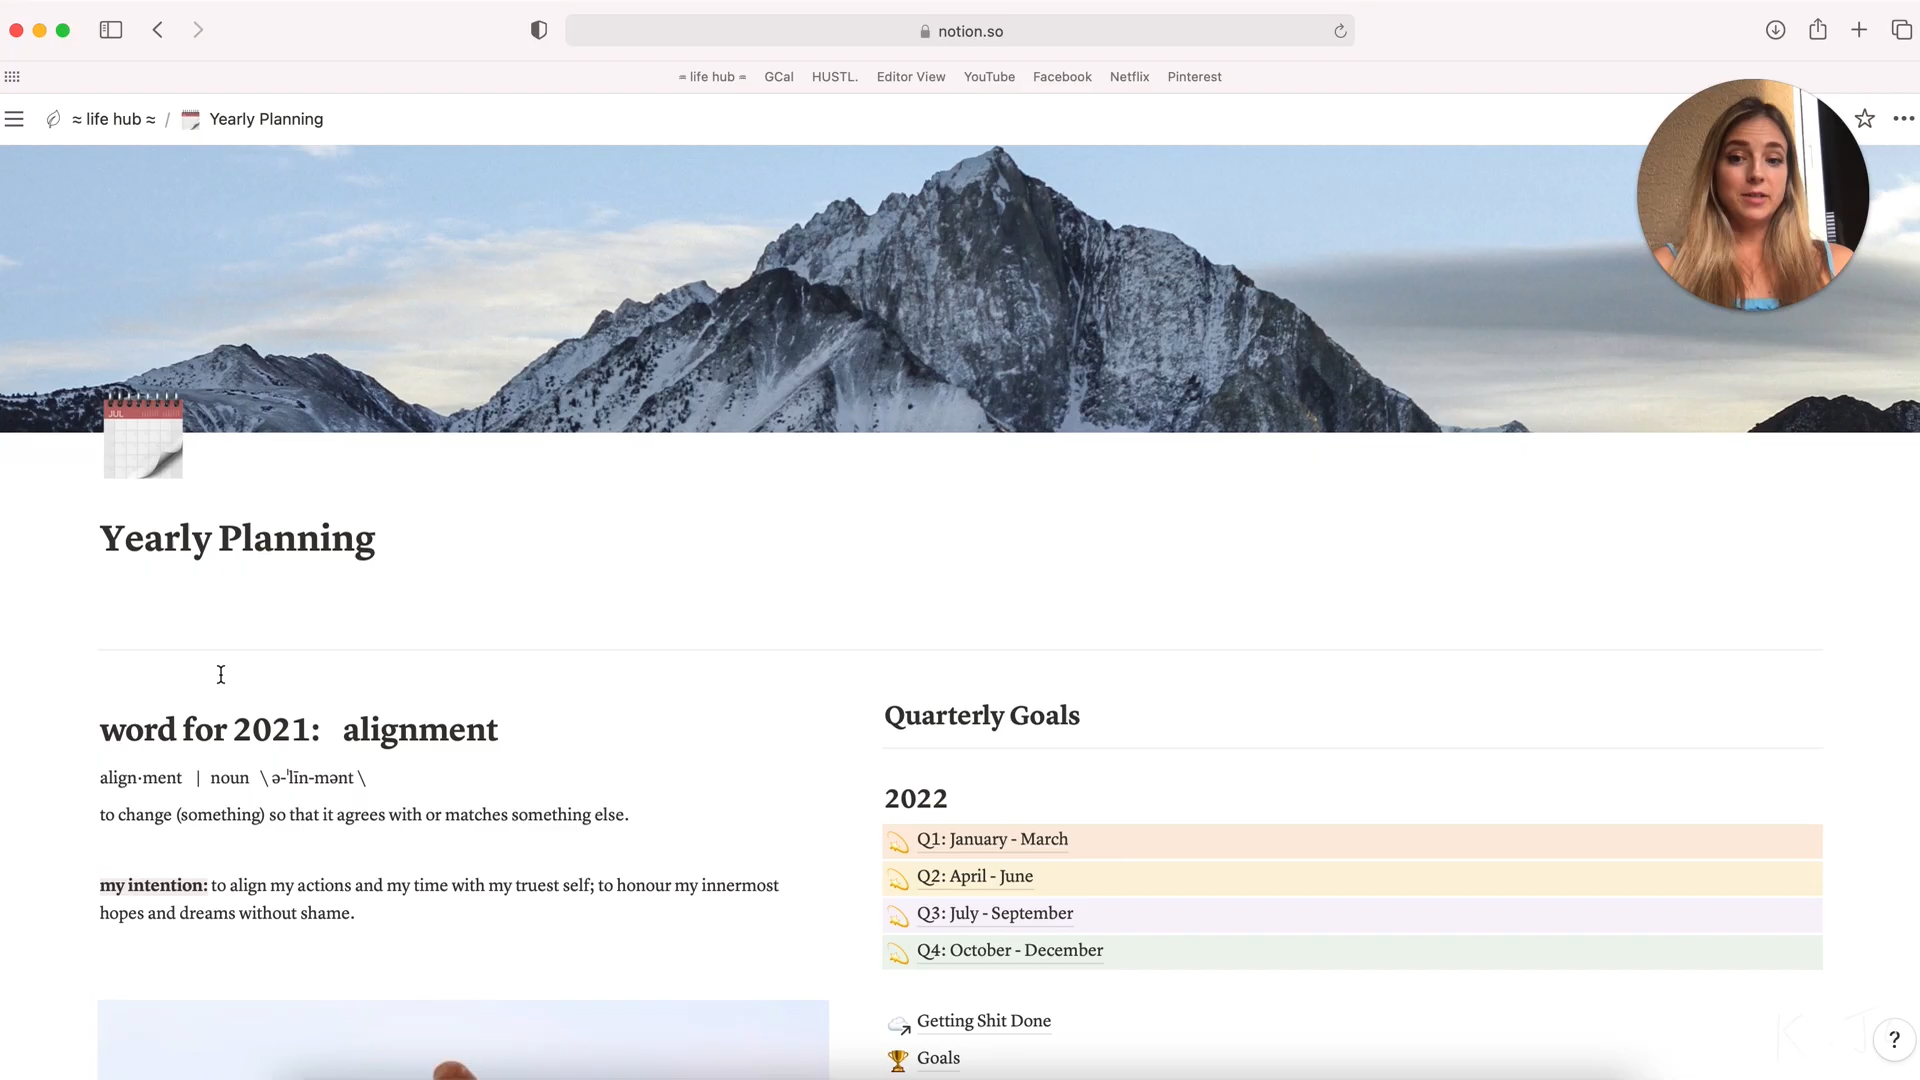 notion.so
≈ life hub ≈ GCal HUSTL. Editor View YouTube Facebook Netflix Pinterest
≈ life hub ≈ / Yearly Planning
JUL
Yearly Planning
word for 2021: alignment
align·ment | noun \ ə-ˈlīn-mənt \
to change (something) so that it agrees with or matches something else.
my intention: to align my actions and my time with my truest self; to honour my innermost
hopes and dreams without shame.
Quarterly Goals
2022
Q1: January - March
Q2: April - June
Q3: July - September
Q4: October - December
Getting Shit Done
Goals
?